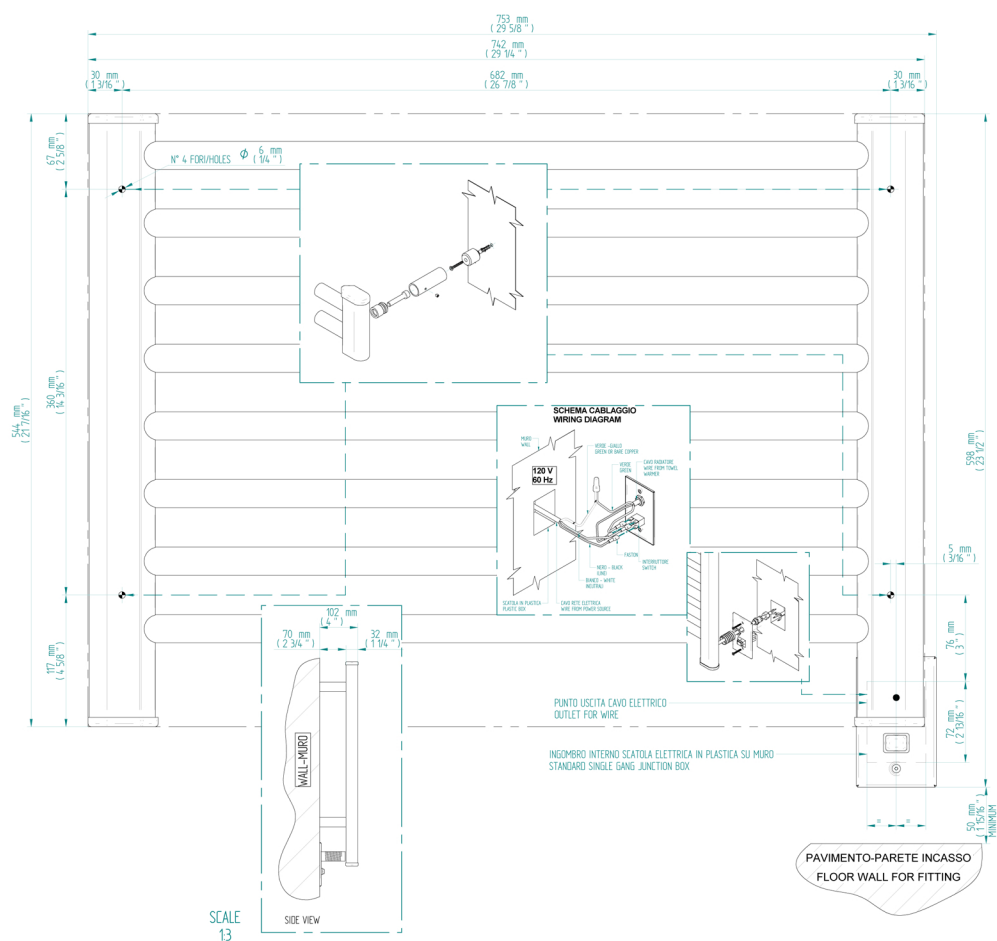 753 mm
( 29 5/8 " )
742 mm
( 29 1/4 " )
30 mm
( 1 3/16 " )
682 mm
( 26 7/8 " )
30 mm
( 1 3/16 " )
67 mm
( 2 5/8 " )
N° 4 FORI/HOLES Ø 6 mm
( 1/4 " )
360 mm
( 14 3/16 " )
544 mm
( 21 7/16 " )
117 mm
( 4 5/8 " )
598 mm
( 23 1/2 " )
SCHEMA CABLAGGIO
WIRING DIAGRAM
MURO
WALL
VERDE -GIALLO
GREEN OR BARE COPPER
VERDE
GREEN
CAVO RADIATORE
WIRE FROM TOWEL
WARMER
120 V
60 Hz
FASTON
INTERRUTTORE
SWITCH
NERO - BLACK
(LINE)
BIANCO - WHITE
(NEUTRAL)
SCATOLA IN PLASTICA
PLASTIC BOX
CAVO RETE ELETTRICA
WIRE FROM POWER SOURCE
5 mm
( 3/16 " )
76 mm
( 3 " )
72 mm
( 2 13/16 " )
50 mm
( 1 15/16 " )
MINIMUM
= =
102 mm
( 4 " )
70 mm
( 2 3/4 " )
32 mm
( 1 1/4 " )
WALL-MURO
SIDE VIEW
SCALE
1:3
PUNTO USCITA CAVO ELETTRICO
OUTLET FOR WIRE
INGOMBRO INTERNO SCATOLA ELETTRICA IN PLASTICA SU MURO
STANDARD SINGLE GANG JUNCTION BOX
PAVIMENTO-PARETE INCASSO
FLOOR WALL FOR FITTING